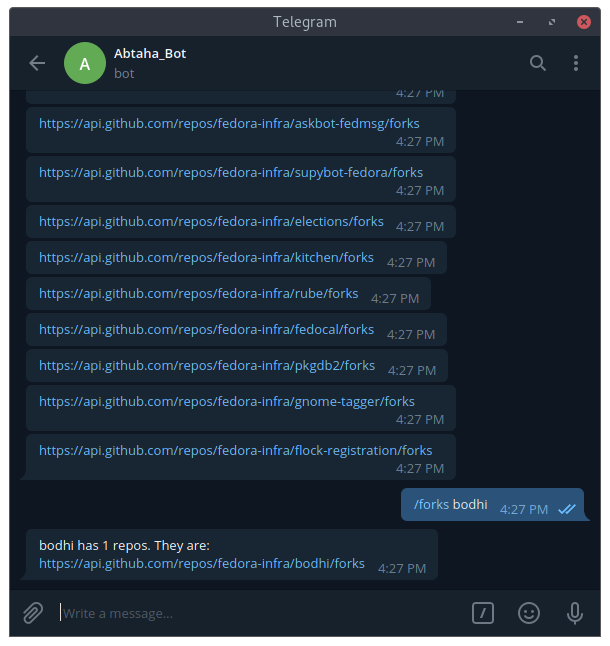 Telegram
A
Abtaha_Bot
bot
4:27 PM
https://api.github.com/repos/fedora-infra/askbot-fedmsg/forks
4:27 PM
https://api.github.com/repos/fedora-infra/supybot-fedora/forks
4:27 PM
https://api.github.com/repos/fedora-infra/elections/forks 4:27 PM
https://api.github.com/repos/fedora-infra/kitchen/forks 4:27 PM
https://api.github.com/repos/fedora-infra/rube/forks 4:27 PM
https://api.github.com/repos/fedora-infra/fedocal/forks 4:27 PM
https://api.github.com/repos/fedora-infra/pkgdb2/forks 4:27 PM
https://api.github.com/repos/fedora-infra/gnome-tagger/forks
4:27 PM
https://api.github.com/repos/fedora-infra/flock-registration/forks
4:27 PM
/forks bodhi 4:27 PM
bodhi has 1 repos. They are:
https://api.github.com/repos/fedora-infra/bodhi/forks 4:27 PM
Write a message...
/